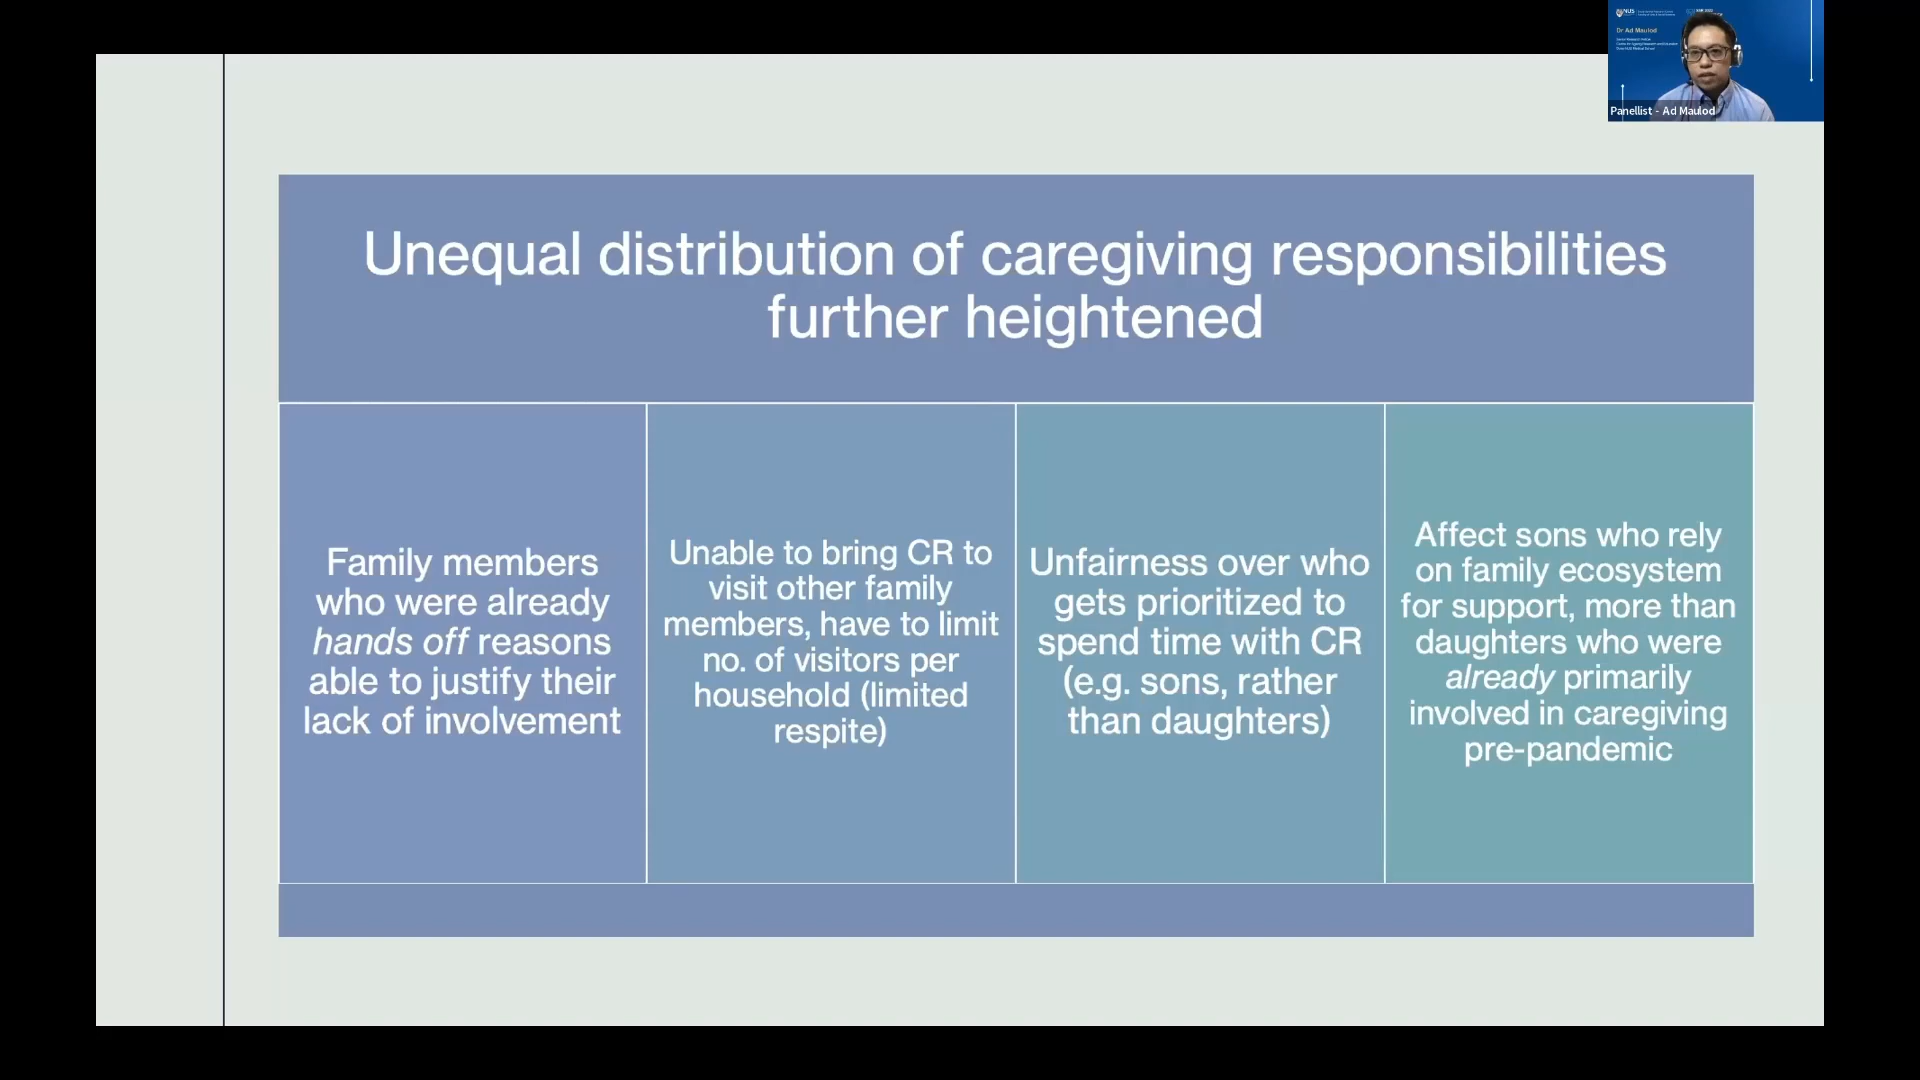 NUS
Dr Ad Maulod
Panellist - Ad Maulod
Unequal distribution of caregiving responsibilities
further heightened
Family members
who were already
hands off reasons
able to justify their
lack of involvement
Unable to bring CR to
visit other family
members, have to limit
no. of visitors per
household (limited
respite)
Unfairness over who
gets prioritized to
spend time with CR
(e.g. sons, rather
than daughters)
Affect sons who rely
on family ecosystem
for support, more than
daughters who were
already primarily
involved in caregiving
pre-pandemic